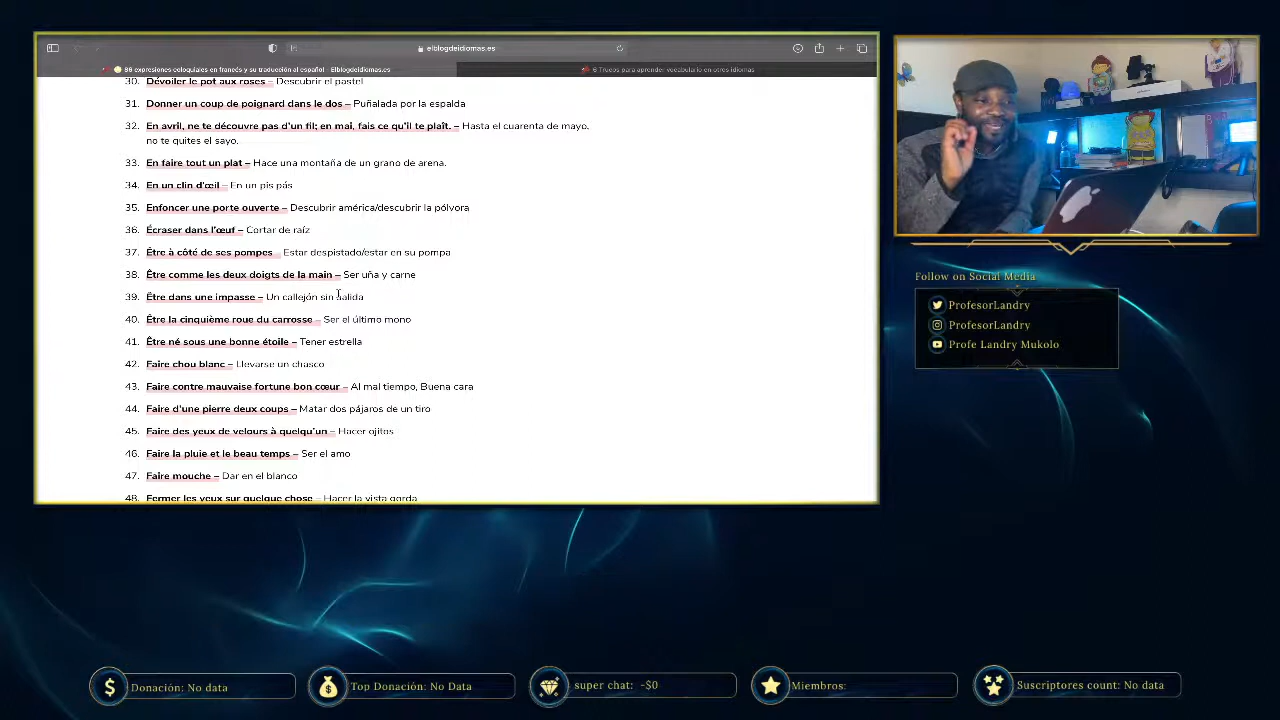 elblogdeidiomas.es
86 expresiones coloquiales en francés y su traducción al español - Elblogdeidiomas.es
6 Trucos para aprender vocabulario en otros idiomas
30. Dévoiler le pot aux roses – Descubrir el pastel
31. Donner un coup de poignard dans le dos – Puñalada por la espalda
32. En avril, ne te découvre pas d'un fil; en mai, fais ce qu'il te plaît. – Hasta el cuarenta de mayo,
no te quites el sayo.
33. En faire tout un plat – Hace una montaña de un grano de arena.
34. En un clin d'œil – En un pis pás
35. Enfoncer une porte ouverte – Descubrir américa/descubrir la pólvora
36. Écraser dans l'œuf – Cortar de raíz
37. Être à côté de ses pompes – Estar despistado/estar en su pompa
38. Être comme les deux doigts de la main – Ser uña y carne
39. Être dans une impasse – Un callejón sin salida
40. Être la cinquième roue du carrosse – Ser el último mono
41. Être né sous une bonne étoile – Tener estrella
42. Faire chou blanc – Llevarse un chasco
43. Faire contre mauvaise fortune bon cœur – Al mal tiempo, Buena cara
44. Faire d'une pierre deux coups – Matar dos pájaros de un tiro
45. Faire des yeux de velours à quelqu'un – Hacer ojitos
46. Faire la pluie et le beau temps – Ser el amo
47. Faire mouche – Dar en el blanco
48. Fermer les yeux sur quelque chose – Hacer la vista gorda
Follow on Social Media
ProfesorLandry
ProfesorLandry
Profe Landry Mukolo
Donación: No data
Top Donación: No Data
super chat: -$0
Miembros:
Suscriptores count: No data